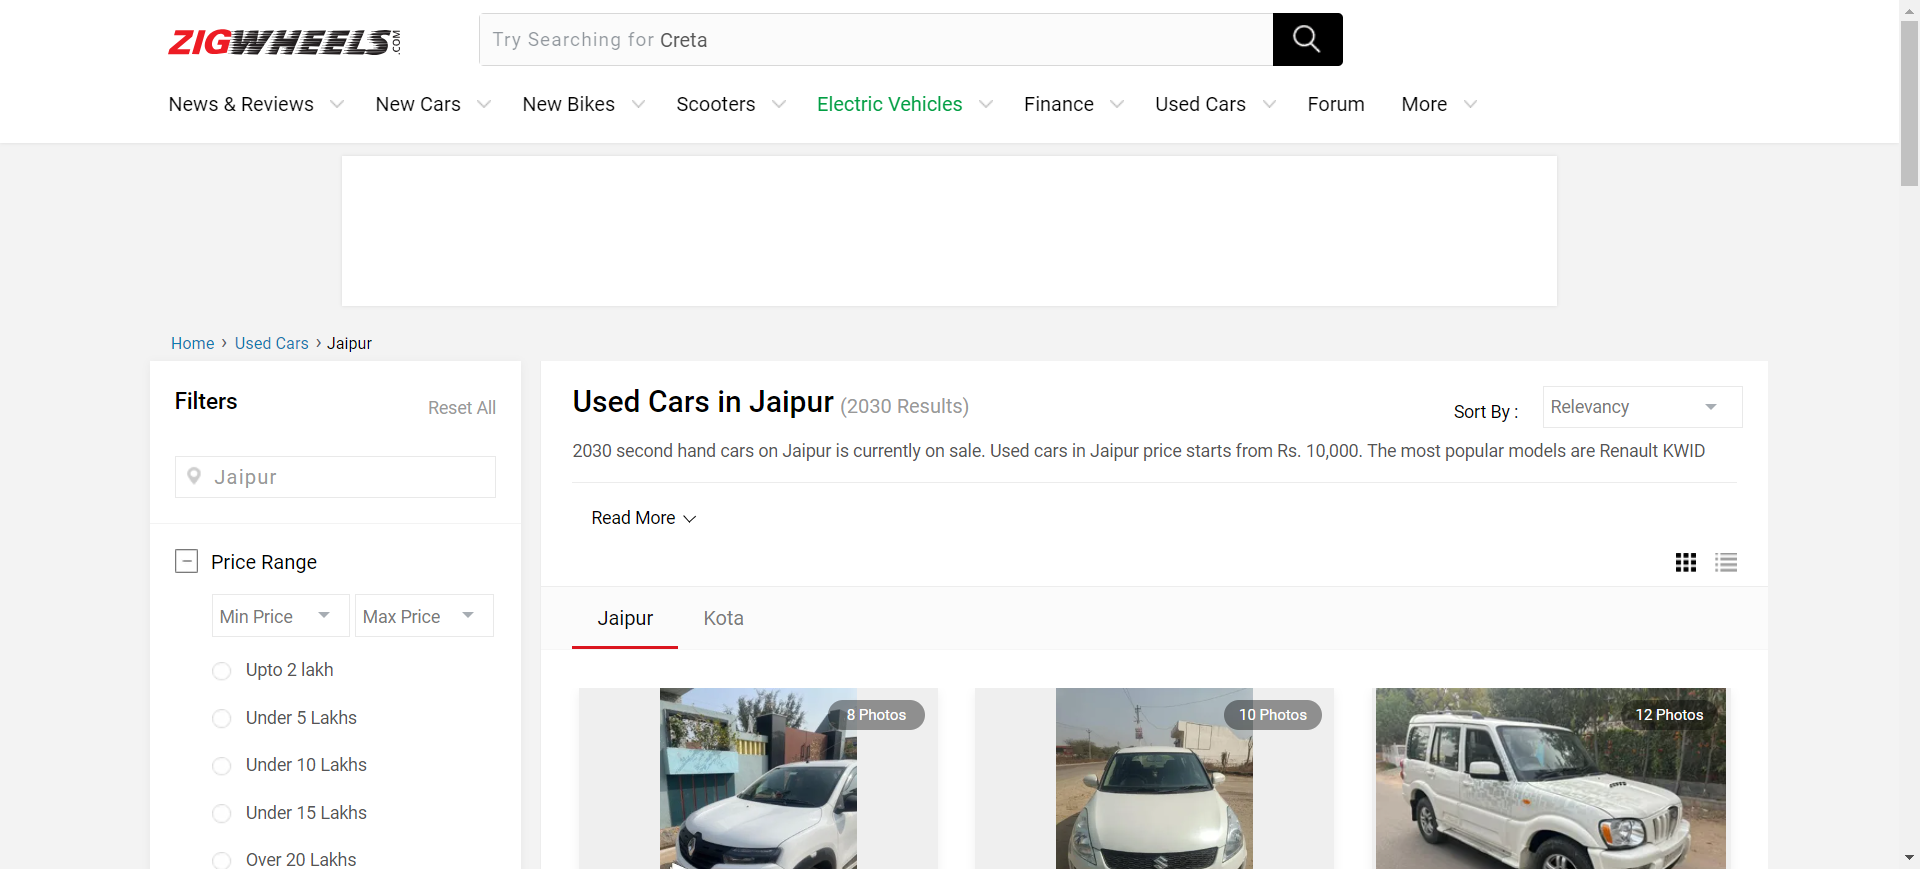 ZIGWHEELS.COM
Try Searching for Creta
News & Reviews New Cars New Bikes Scooters Electric Vehicles Finance Used Cars Forum More
Home › Used Cars › Jaipur
Filters
Reset All
Jaipur
Price Range
Min Price Max Price
Upto 2 lakh
Under 5 Lakhs
Under 10 Lakhs
Under 15 Lakhs
Over 20 Lakhs
Used Cars in Jaipur (2030 Results)
Sort By : Relevancy
2030 second hand cars on Jaipur is currently on sale. Used cars in Jaipur price starts from Rs. 10,000. The most popular models are Renault KWID
Read More
Jaipur Kota
8 Photos
10 Photos
12 Photos